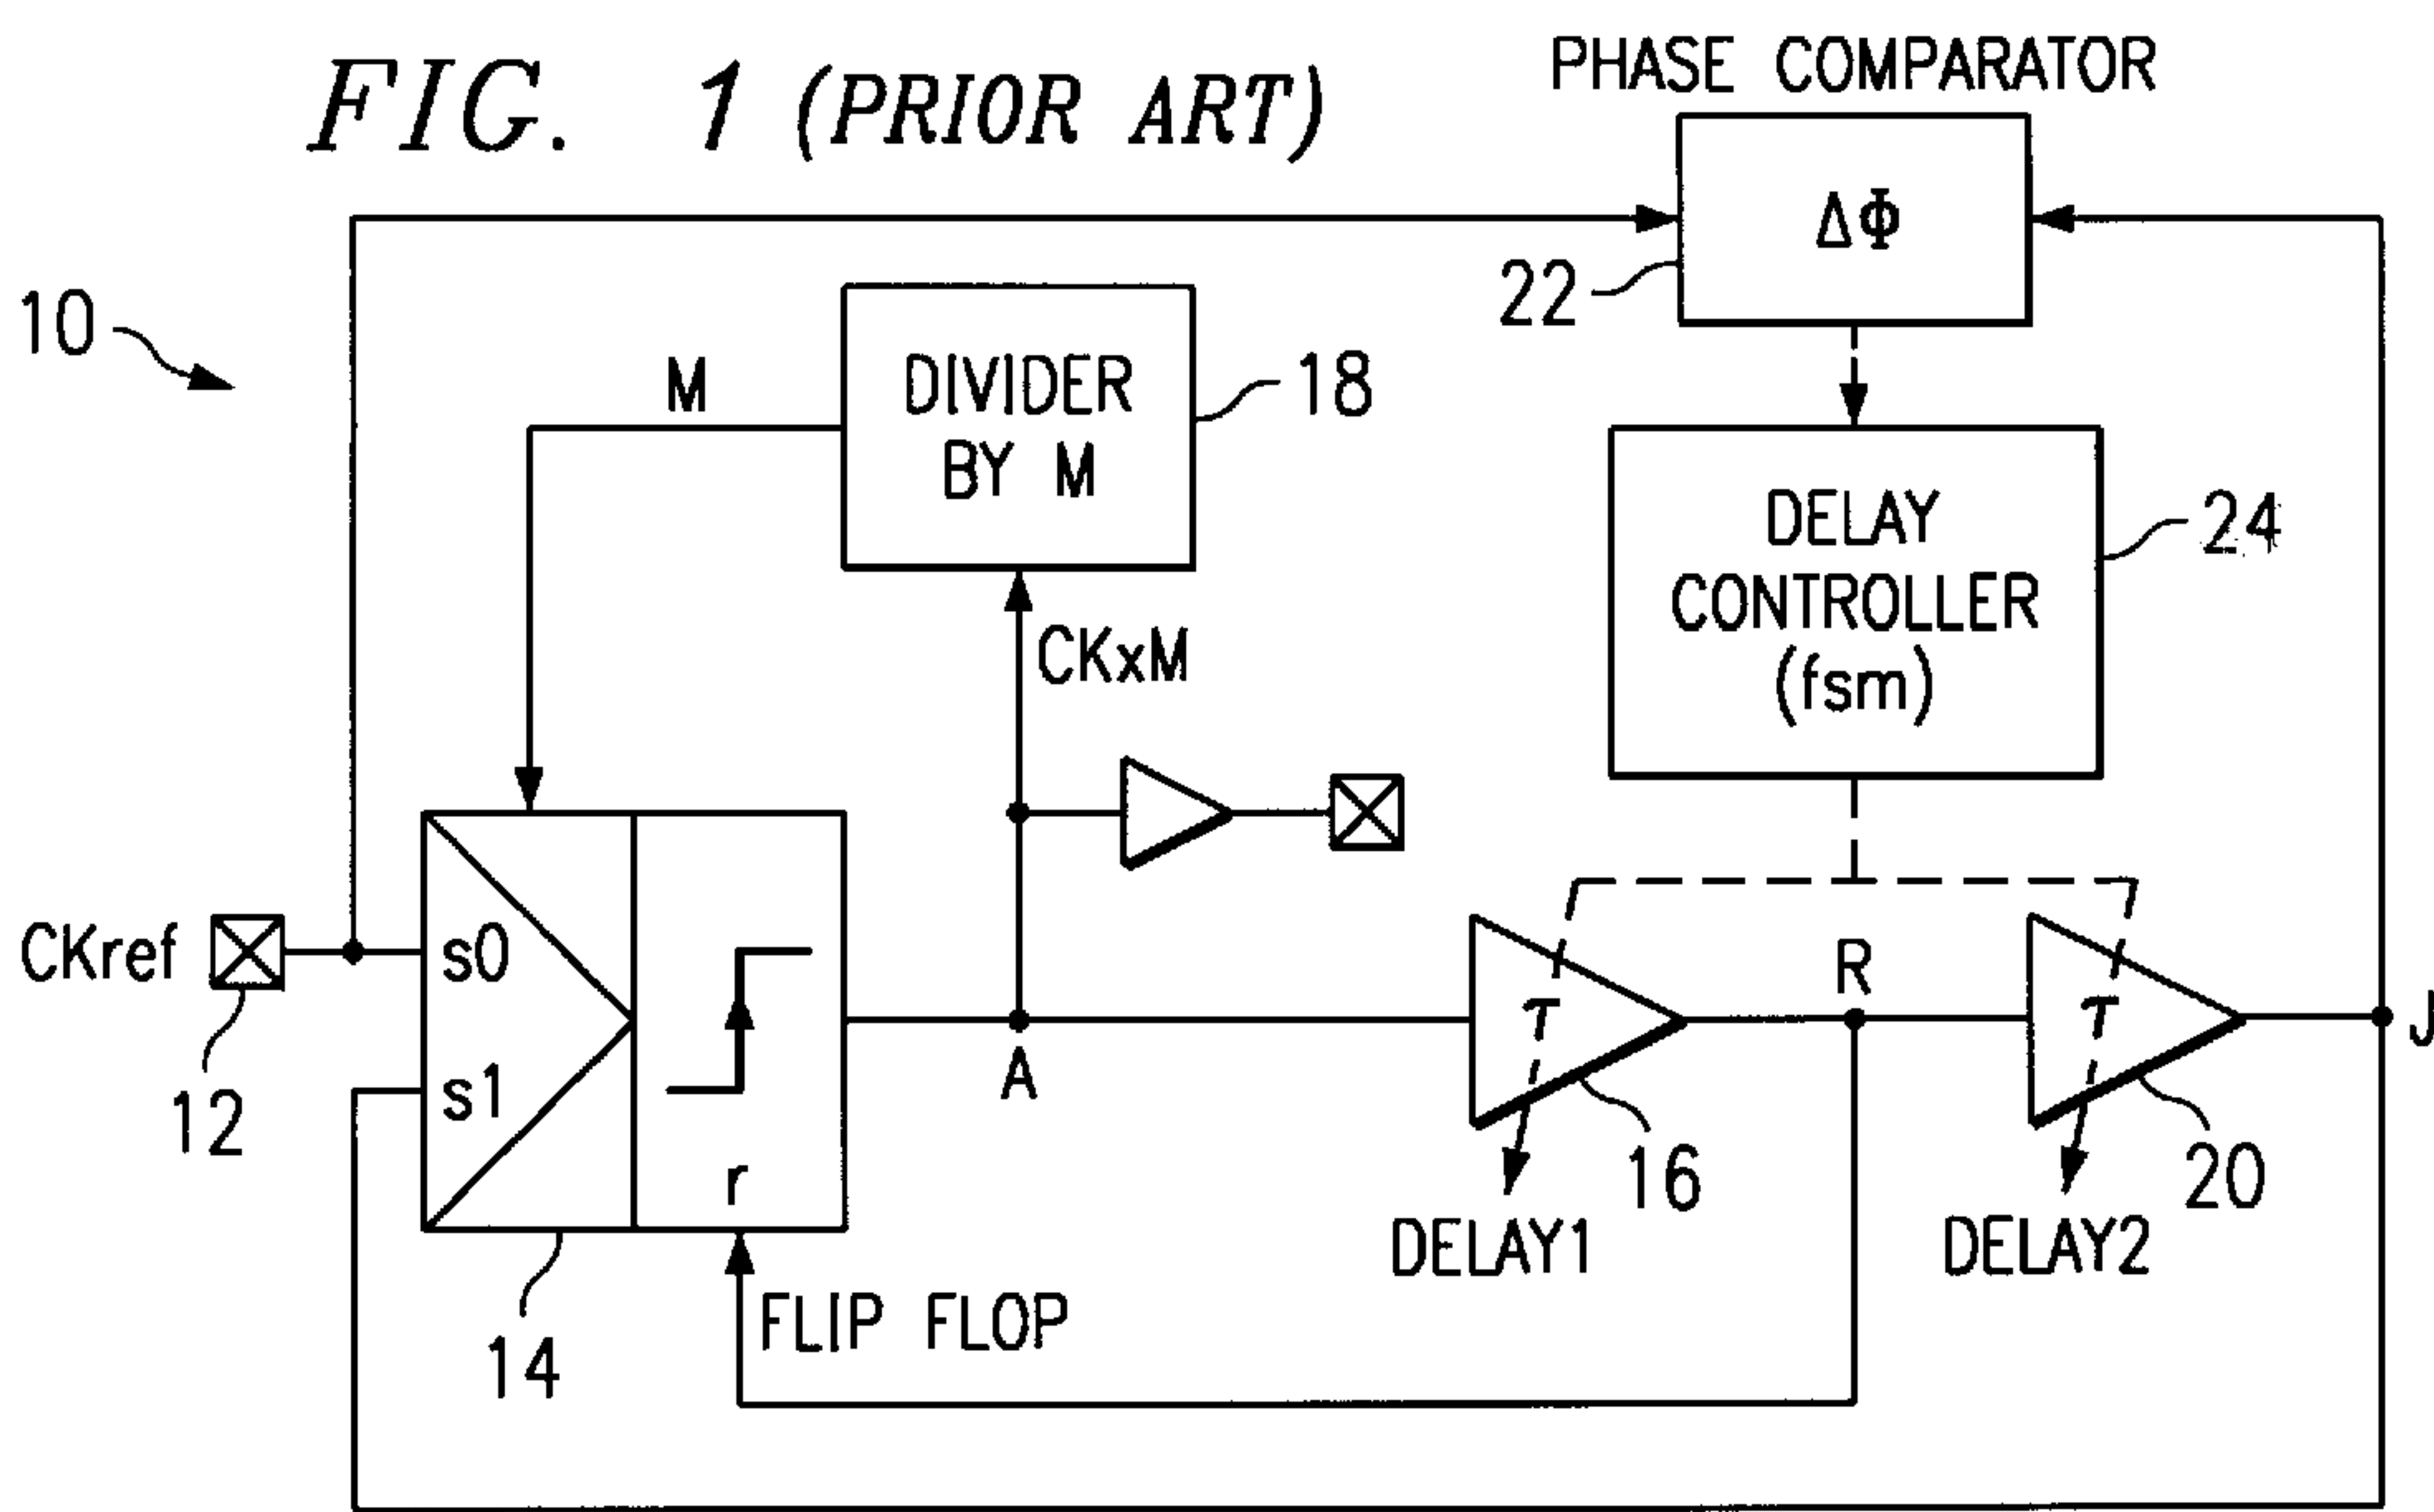 FIG. 1 (PRIOR ART)
PHASE COMPARATOR
ΔΦ
22
10
M
DIVIDER
BY M
18
DELAY
CONTROLLER
(fsm)
24
CKxM
CKref
12
s0
s1
r
14
FLIP FLOP
A
τ
16
DELAY1
R
τ
20
DELAY2
J